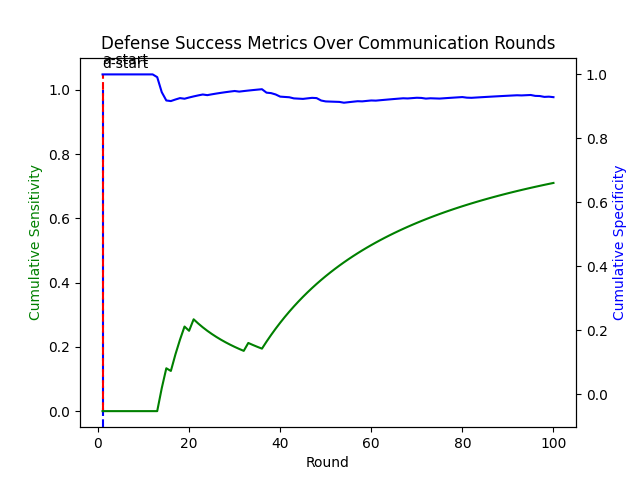 Defense Success Metrics Over Communication Rounds
a-start
d-start
1.0
0.8
0.6
0.4
0.2
0.0
Cumulative Sensitivity
1.0
0.8
0.6
0.4
0.2
0.0
Cumulative Specificity
0 20 40 60 80 100
Round